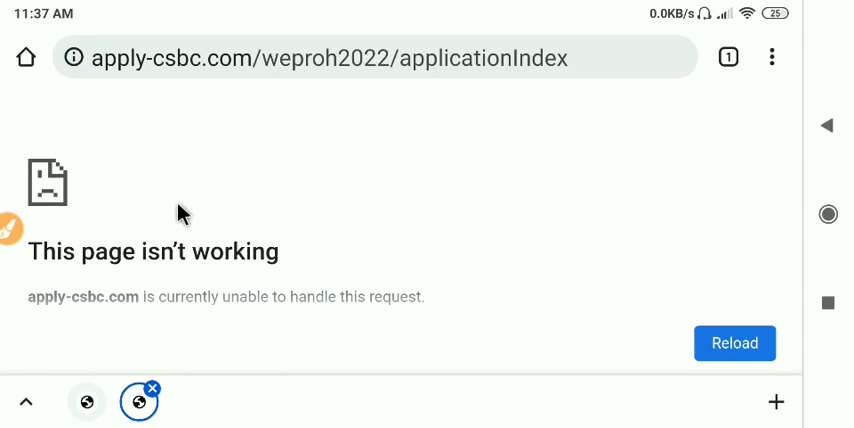 11:37 AM
0.0KB/s
25
apply-csbc.com/weproh2022/applicationIndex
1
This page isn’t working
apply-csbc.com is currently unable to handle this request.
Reload